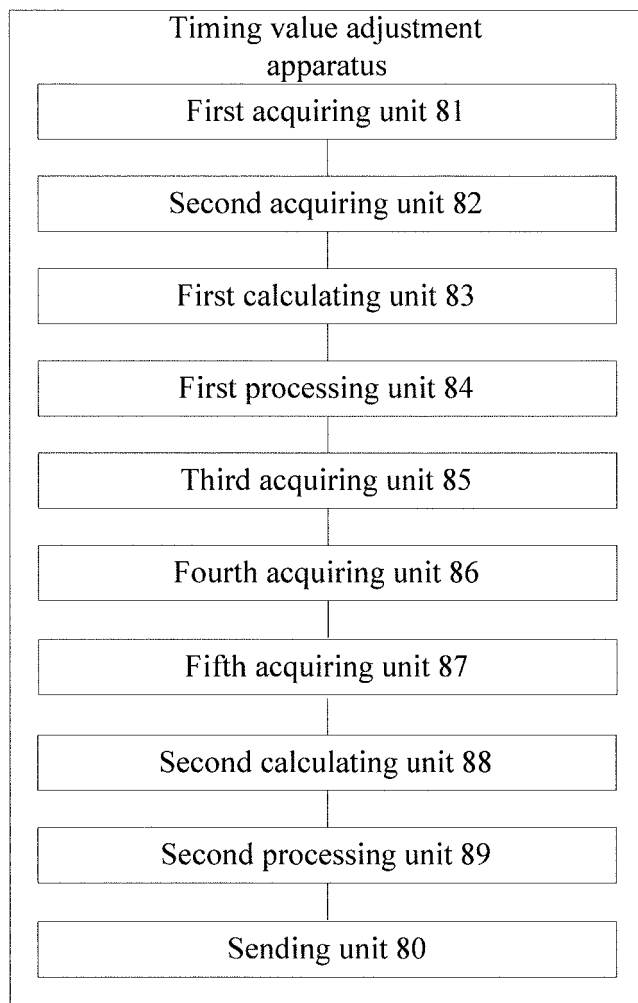 Timing value adjustment
apparatus
First acquiring unit 81
Second acquiring unit 82
First calculating unit 83
First processing unit 84
Third acquiring unit 85
Fourth acquiring unit 86
Fifth acquiring unit 87
Second calculating unit 88
Second processing unit 89
Sending unit 80